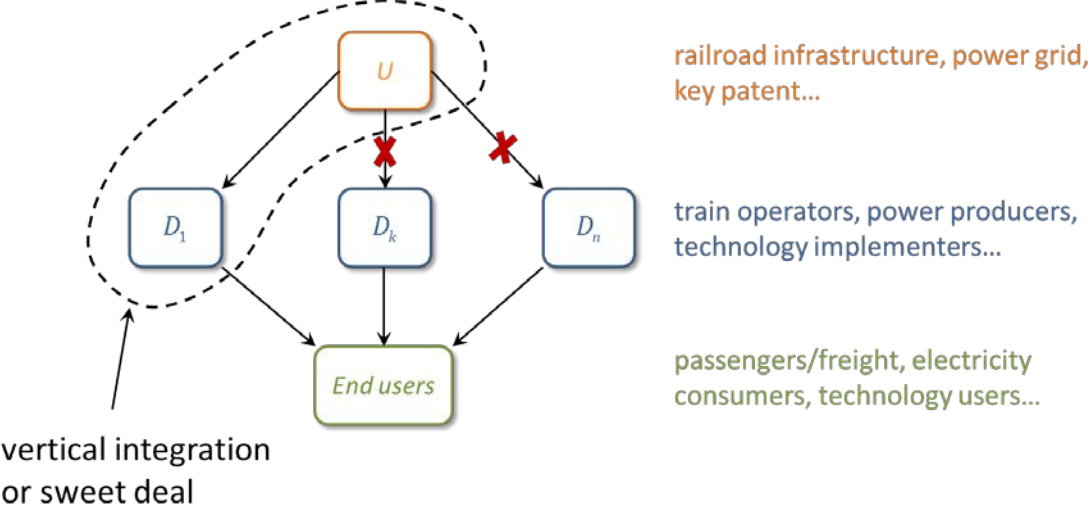 U
railroad infrastructure, power grid,
key patent...
D1
Dk
Dn
train operators, power producers,
technology implementers...
End users
passengers/freight, electricity
consumers, technology users...
vertical integration
or sweet deal